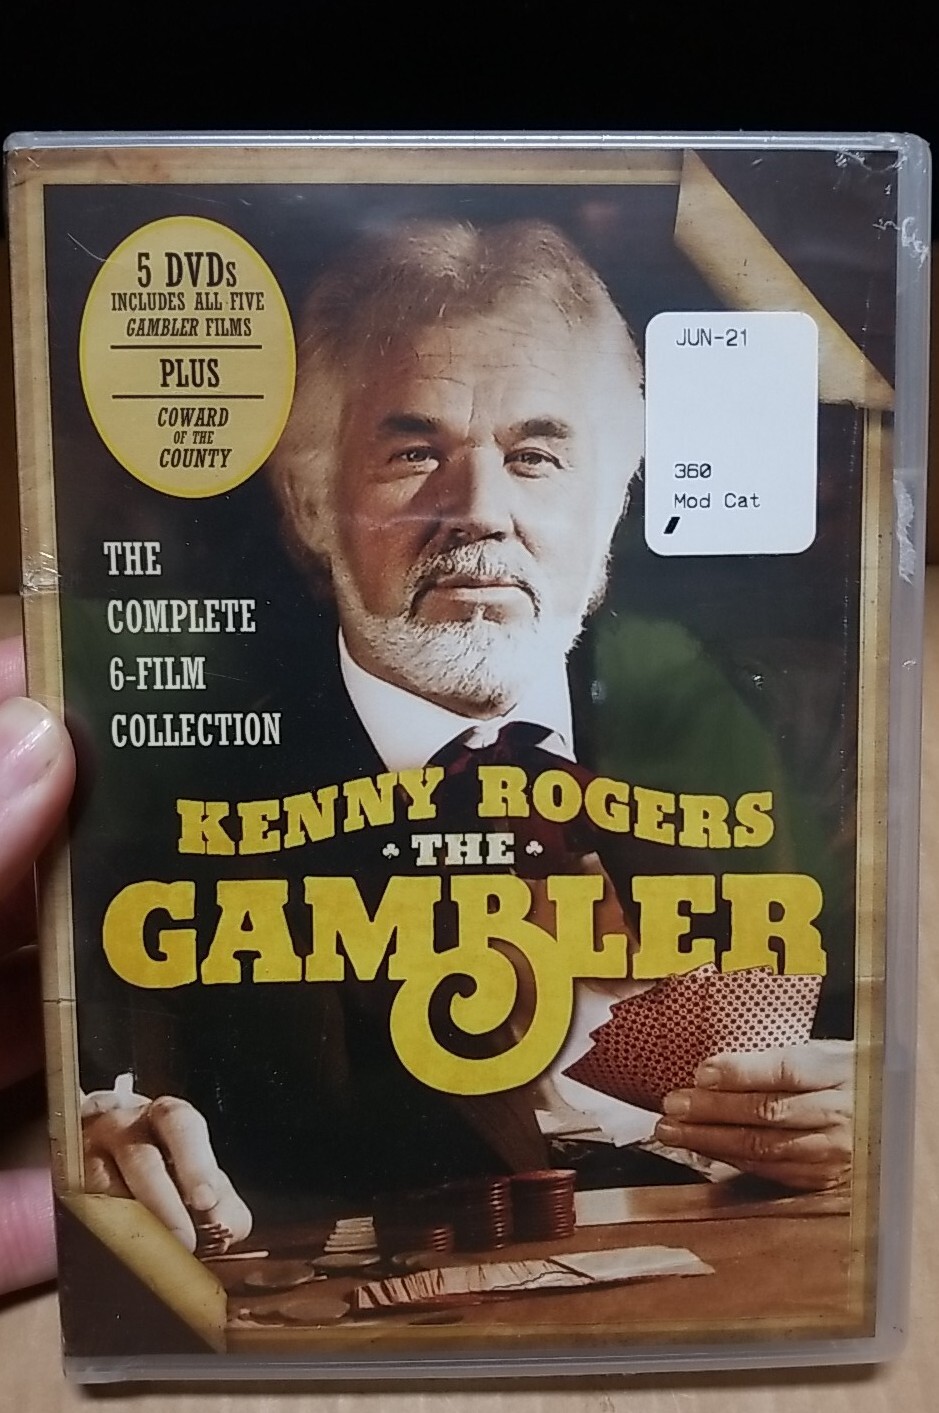 5 DVDs
INCLUDES ALL FIVE
GAMBLER FILMS
PLUS
COWARD
OF THE
COUNTY
JUN-21
360
Mod Cat
THE
COMPLETE
6-FILM
COLLECTION
KENNY ROGERS
THE
GAMBLER